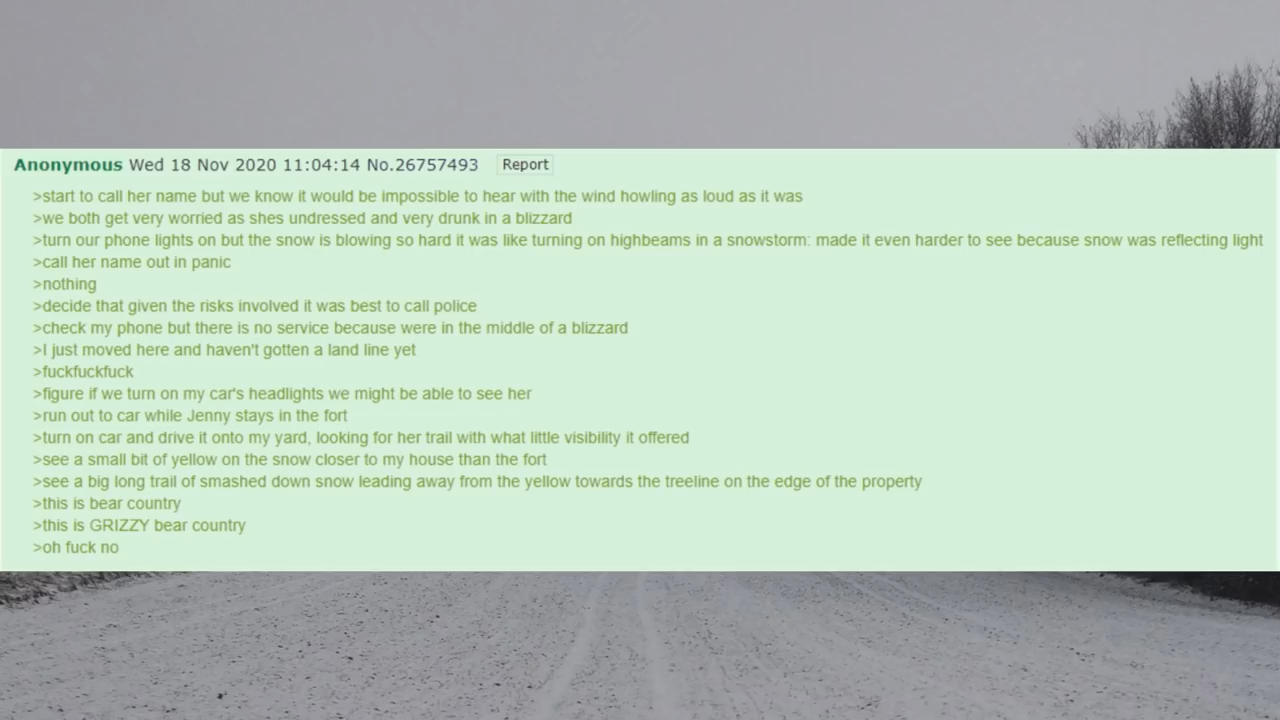 Anonymous Wed 18 Nov 2020 11:04:14 No.26757493 Report
>start to call her name but we know it would be impossible to hear with the wind howling as loud as it was
>we both get very worried as shes undressed and very drunk in a blizzard
>turn our phone lights on but the snow is blowing so hard it was like turning on highbeams in a snowstorm: made it even harder to see because snow was reflecting light
>call her name out in panic
>nothing
>decide that given the risks involved it was best to call police
>check my phone but there is no service because were in the middle of a blizzard
>I just moved here and haven't gotten a land line yet
>fuckfuckfuck
>figure if we turn on my car's headlights we might be able to see her
>run out to car while Jenny stays in the fort
>turn on car and drive it onto my yard, looking for her trail with what little visibility it offered
>see a small bit of yellow on the snow closer to my house than the fort
>see a big long trail of smashed down snow leading away from the yellow towards the treeline on the edge of the property
>this is bear country
>this is GRIZZY bear country
>oh fuck no